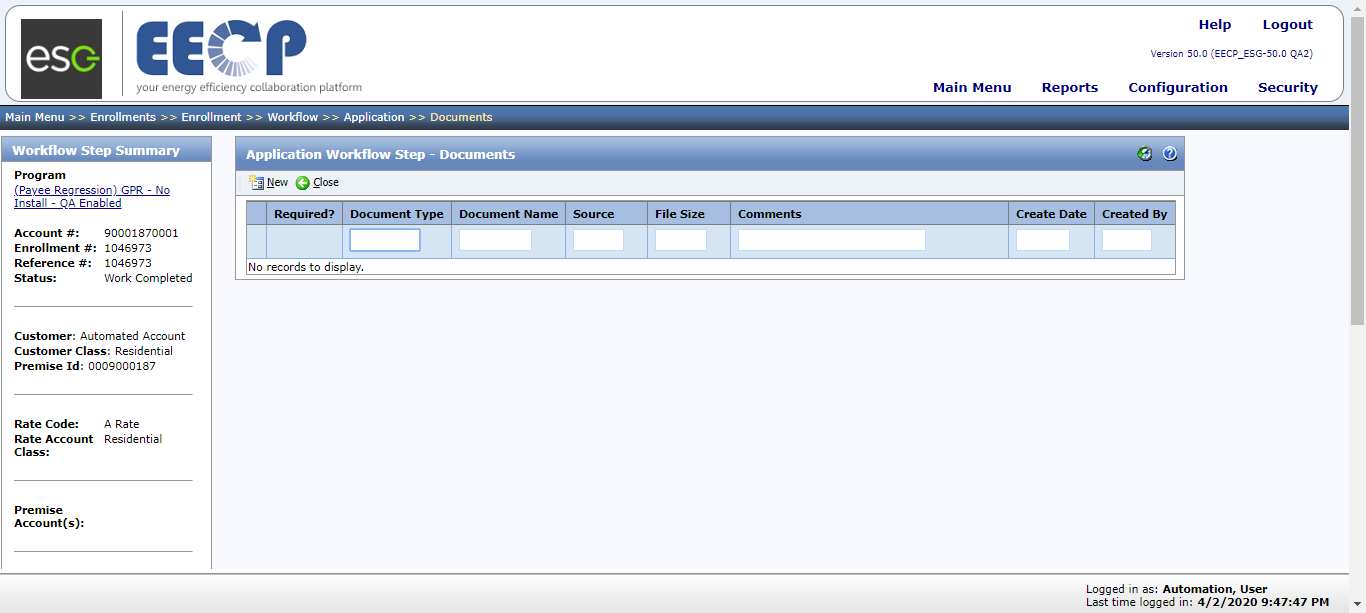 esc
EECP
your energy efficiency collaboration platform
Help Logout
Version 50.0 (EECP_ESG-50.0 QA2)
Main Menu Reports Configuration Security
Main Menu >> Enrollments >> Enrollment >> Workflow >> Application >> Documents
Workflow Step Summary
Program
(Payee Regression) GPR - No
Install - QA Enabled
Account #: 90001870001
Enrollment #: 1046973
Reference #: 1046973
Status: Work Completed
Customer: Automated Account
Customer Class: Residential
Premise Id: 0009000187
Rate Code: A Rate
Rate Account Residential
Class:
Premise
Account(s):
Application Workflow Step - Documents
New Close
Required? Document Type Document Name Source File Size Comments Create Date Created By
No records to display.
Logged in as: Automation, User
Last time logged in: 4/2/2020 9:47:47 PM